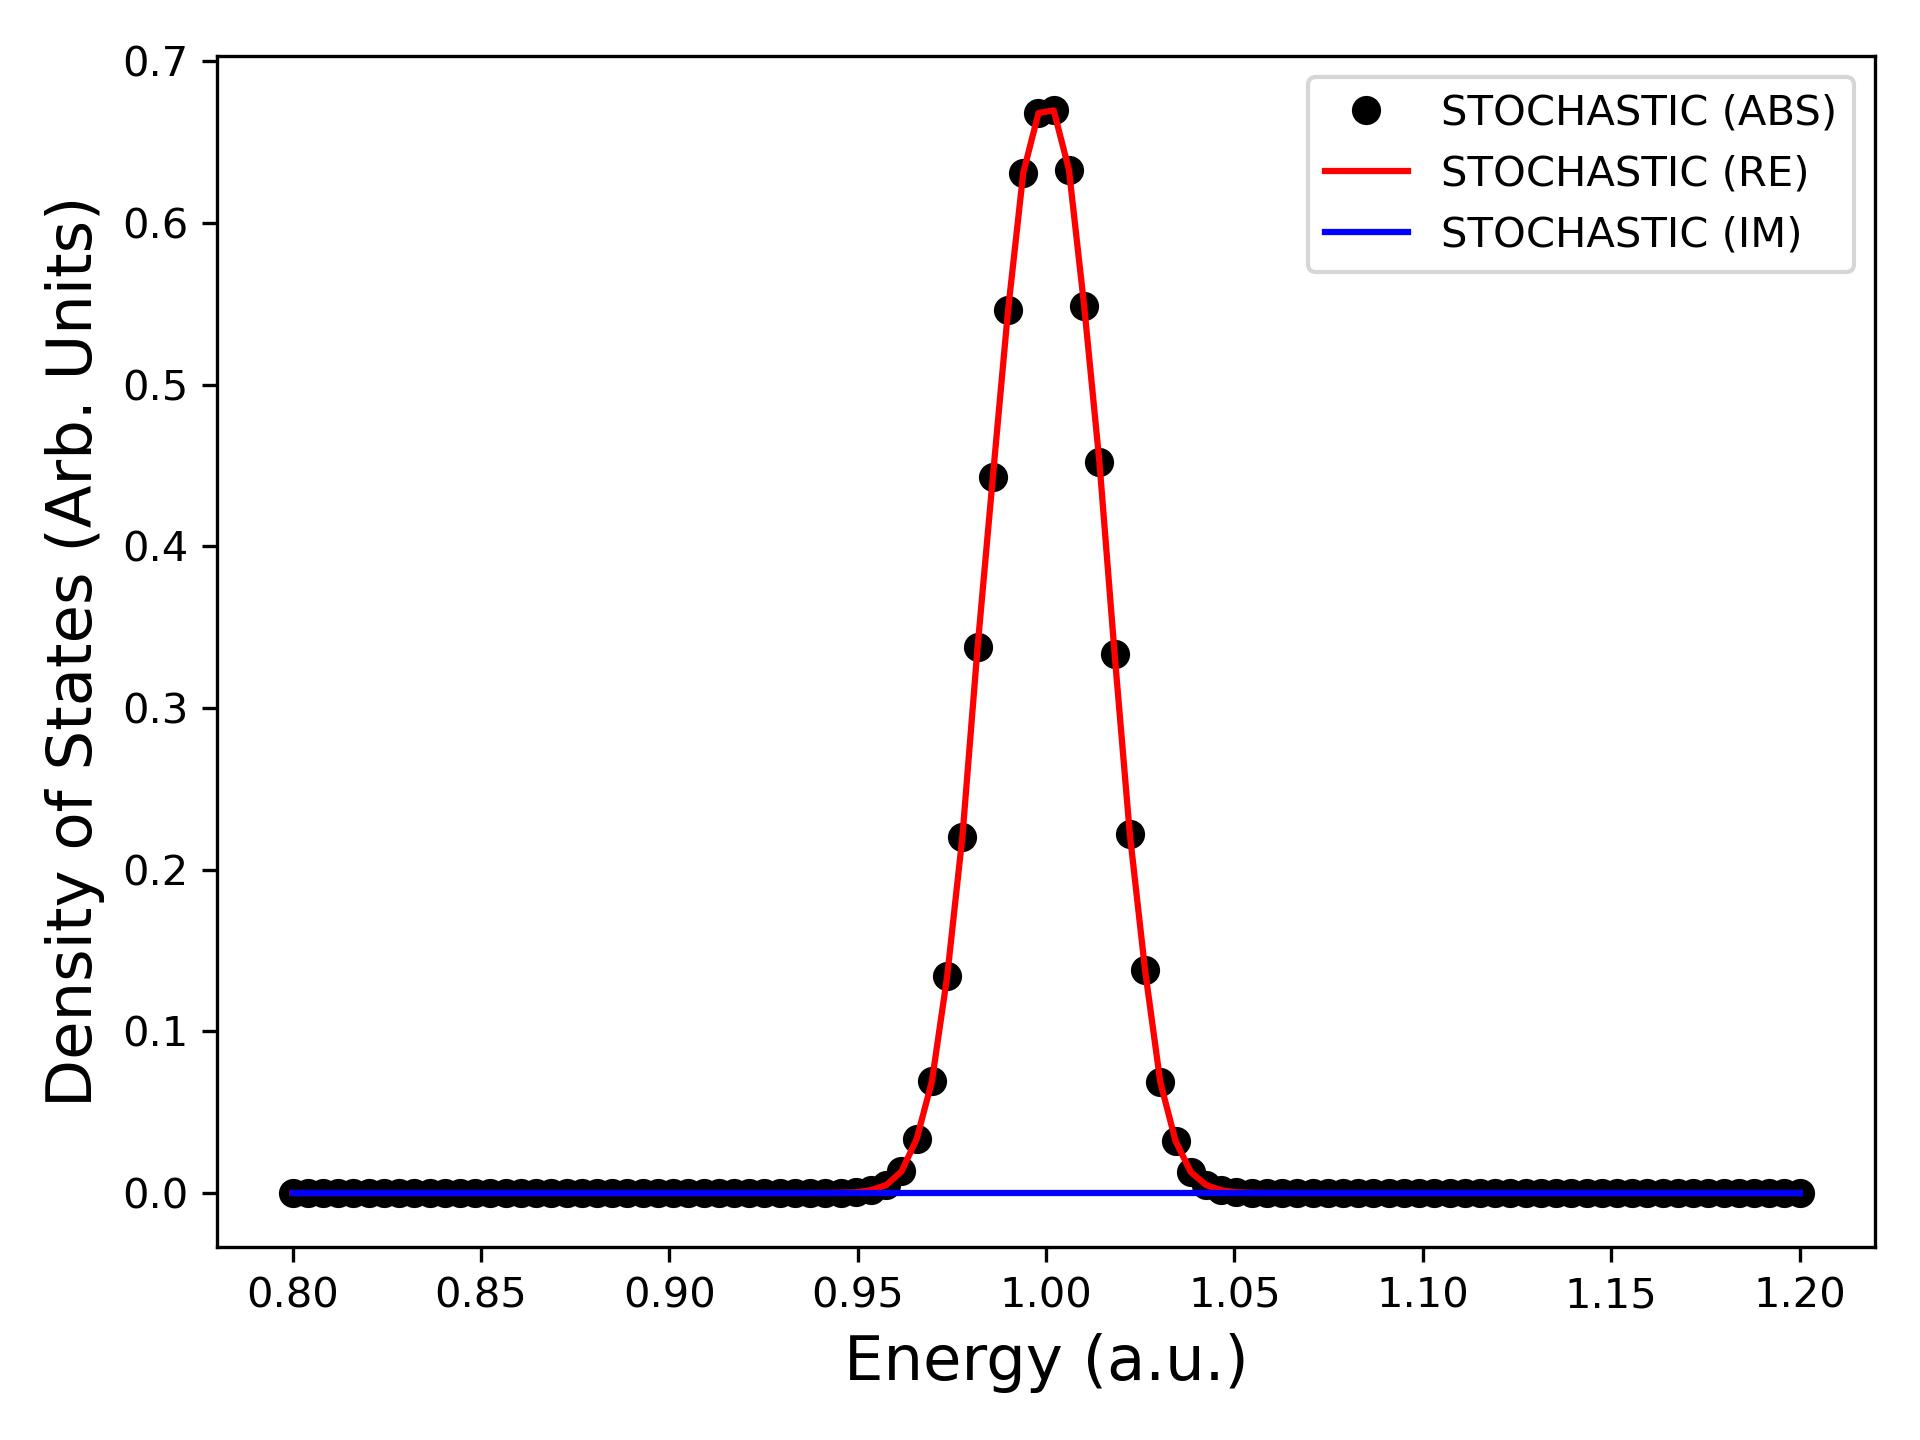 0.7
0.6
0.5
0.4
0.3
0.2
0.1
0.0
Density of States (Arb. Units)
STOCHASTIC (ABS)
STOCHASTIC (RE)
STOCHASTIC (IM)
0.80 0.85 0.90 0.95 1.00 1.05 1.10 1.15 1.20
Energy (a.u.)